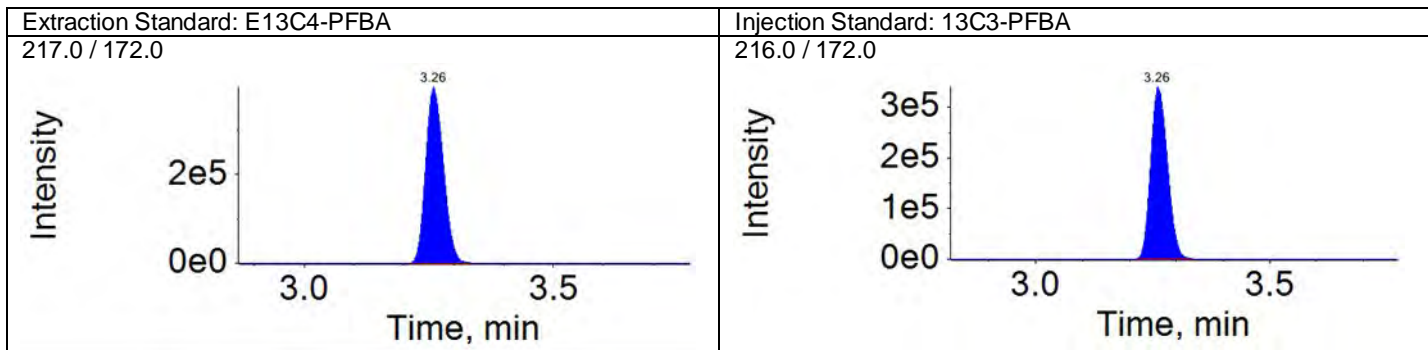 Extraction Standard: E13C4-PFBA
217.0 / 172.0
3.26
Intensity
2e5
0e0
3.0 3.5
Time, min
Injection Standard: 13C3-PFBA
216.0 / 172.0
3.26
Intensity
3e5
2e5
1e5
0e0
3.0 3.5
Time, min